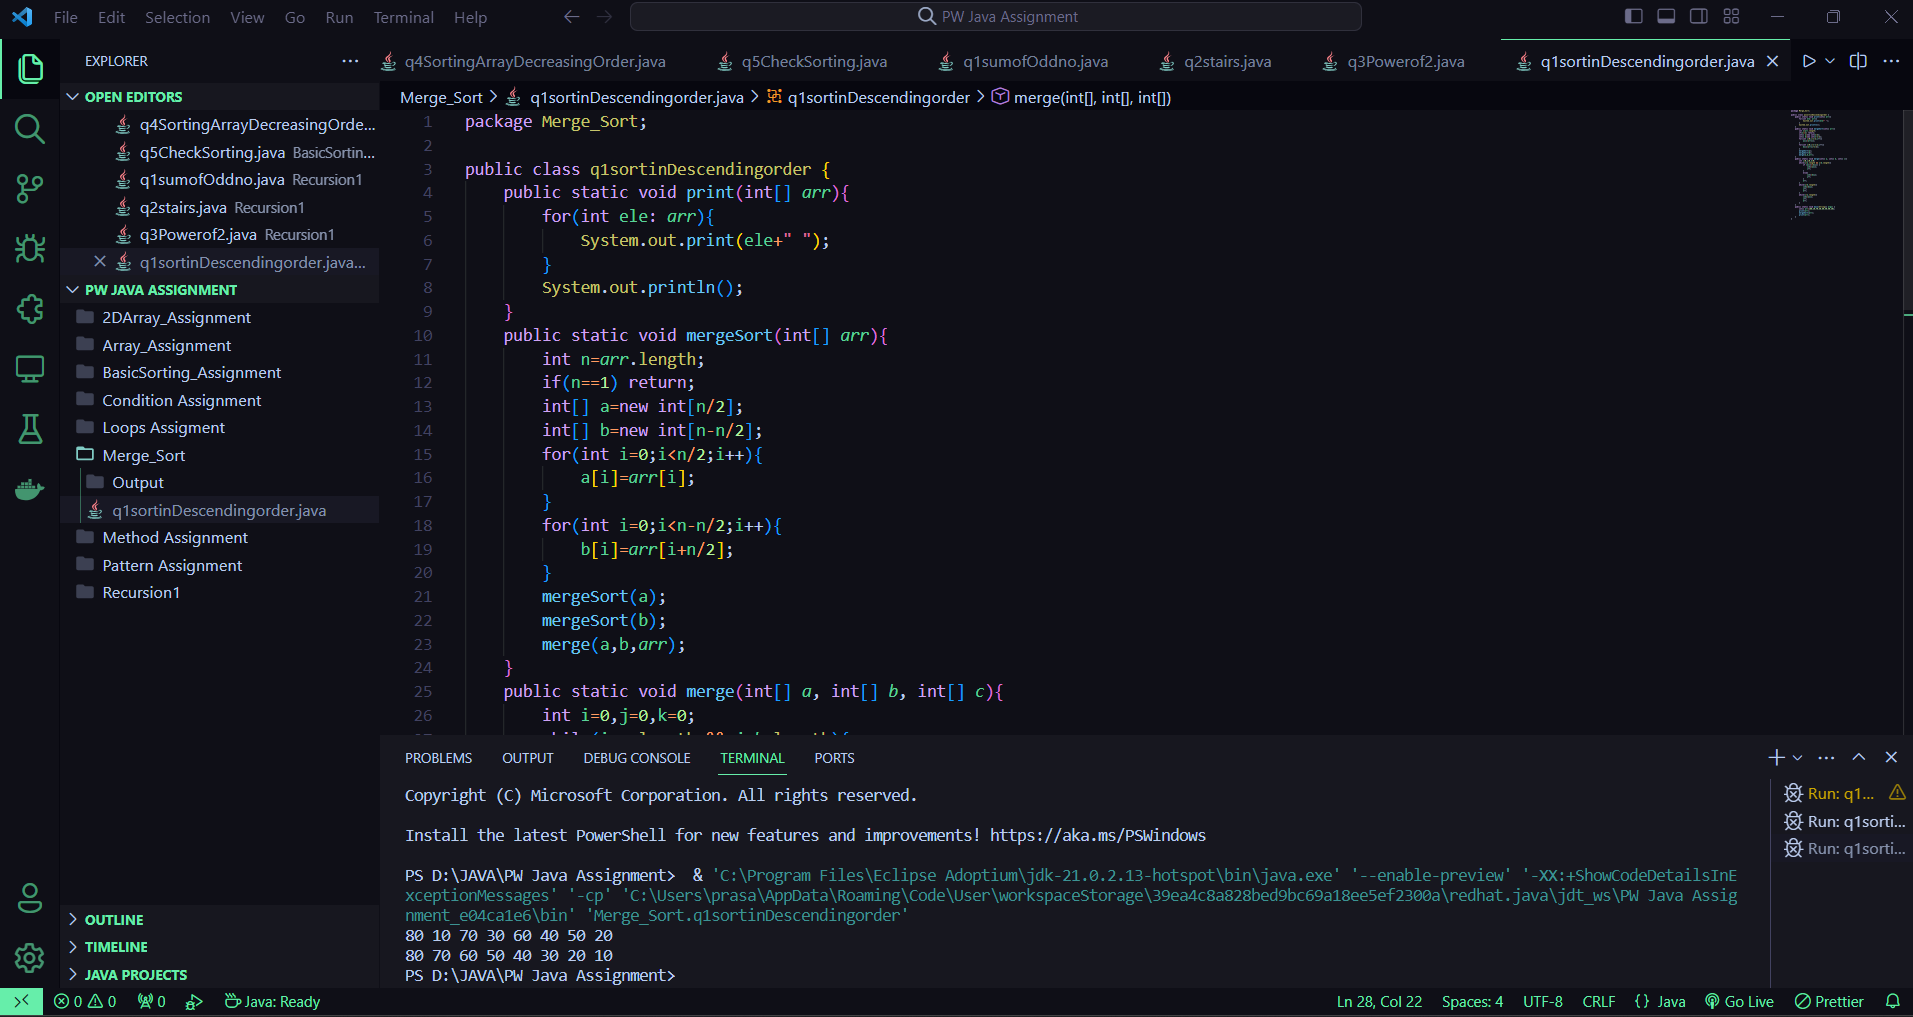 File Edit Selection View Go Run Terminal Help PW Java Assignment
EXPLORER
q4SortingArrayDecreasingOrder.java q5CheckSorting.java q1sumofOddno.java q2stairs.java q3Powerof2.java q1sortinDescendingorder.java
OPEN EDITORS
q4SortingArrayDecreasingOrde...
q5CheckSorting.java BasicSortin...
q1sumofOddno.java Recursion1
q2stairs.java Recursion1
q3Powerof2.java Recursion1
q1sortinDescendingorder.java...
PW JAVA ASSIGNMENT
2DArray_Assignment
Array_Assignment
BasicSorting_Assignment
Condition Assignment
Loops Assigment
Merge_Sort
Output
q1sortinDescendingorder.java
Method Assignment
Pattern Assignment
Recursion1
OUTLINE
TIMELINE
JAVA PROJECTS
Merge_Sort > q1sortinDescendingorder.java > q1sortinDescendingorder > merge(int[], int[], int[])
1 package Merge_Sort;
2
3 public class q1sortinDescendingorder {
4 public static void print(int[] arr){
5 for(int ele: arr){
6 System.out.print(ele+" ");
7 }
8 System.out.println();
9 }
10 public static void mergeSort(int[] arr){
11 int n=arr.length;
12 if(n==1) return;
13 int[] a=new int[n/2];
14 int[] b=new int[n-n/2];
15 for(int i=0;i<n/2;i++){
16 a[i]=arr[i];
17 }
18 for(int i=0;i<n-n/2;i++){
19 b[i]=arr[i+n/2];
20 }
21 mergeSort(a);
22 mergeSort(b);
23 merge(a,b,arr);
24 }
25 public static void merge(int[] a, int[] b, int[] c){
26 int i=0,j=0,k=0;
PROBLEMS OUTPUT DEBUG CONSOLE TERMINAL PORTS
Copyright (C) Microsoft Corporation. All rights reserved.
Install the latest PowerShell for new features and improvements! https://aka.ms/PSWindows
PS D:\JAVA\PW Java Assignment> & 'C:\Program Files\Eclipse Adoptium\jdk-21.0.2.13-hotspot\bin\java.exe' '--enable-preview' '-XX:+ShowCodeDetailsInE
xceptionMessages' '-cp' 'C:\Users\prasa\AppData\Roaming\Code\User\workspaceStorage\39ea4c8a828bed9bc69a18ee5ef2300a\redhat.java\jdt_ws\PW Java Assig
nment_e04ca1e6\bin' 'Merge_Sort.q1sortinDescendingorder'
80 10 70 30 60 40 50 20
80 70 60 50 40 30 20 10
PS D:\JAVA\PW Java Assignment>
Run: q1...
Run: q1sorti...
Run: q1sorti...
0 0 0 Java: Ready Ln 28, Col 22 Spaces: 4 UTF-8 CRLF {} Java Go Live Prettier